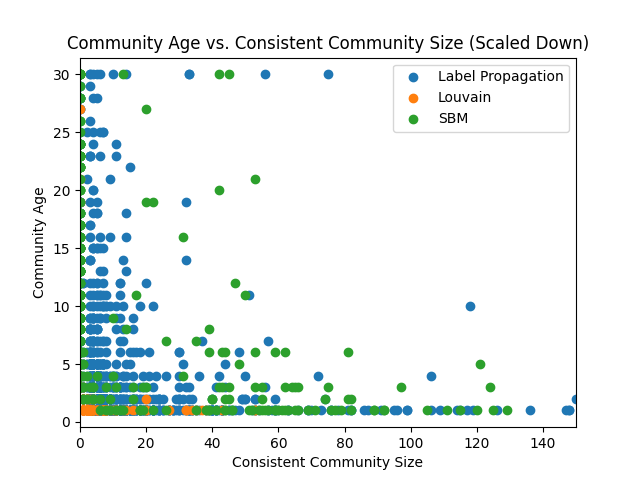 Community Age vs. Consistent Community Size (Scaled Down)
Label Propagation
Louvain
SBM
30
25
20
15
10
5
0
Community Age
0 20 40 60 80 100 120 140
Consistent Community Size